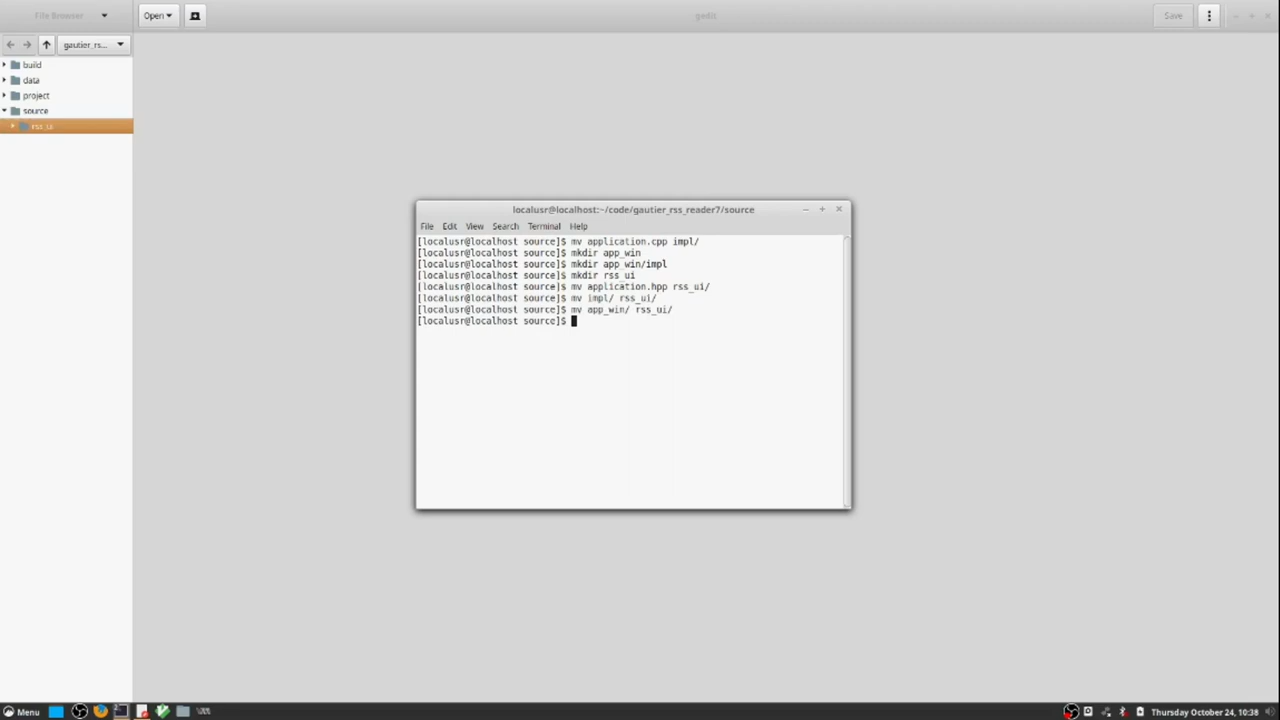 File Browser
Open
gedit
Save
gautier_rs...
build
data
project
source
rss_ui
localusr@localhost:~/code/gautier_rss_reader7/source
File Edit View Search Terminal Help
[localusr@localhost source]$ mv application.cpp impl/
[localusr@localhost source]$ mkdir app_win
[localusr@localhost source]$ mkdir app_win/impl
[localusr@localhost source]$ mkdir rss_ui
[localusr@localhost source]$ mv application.hpp rss_ui/
[localusr@localhost source]$ mv impl/ rss_ui/
[localusr@localhost source]$ mv app_win/ rss_ui/
[localusr@localhost source]$
Menu
Thursday October 24, 10:38